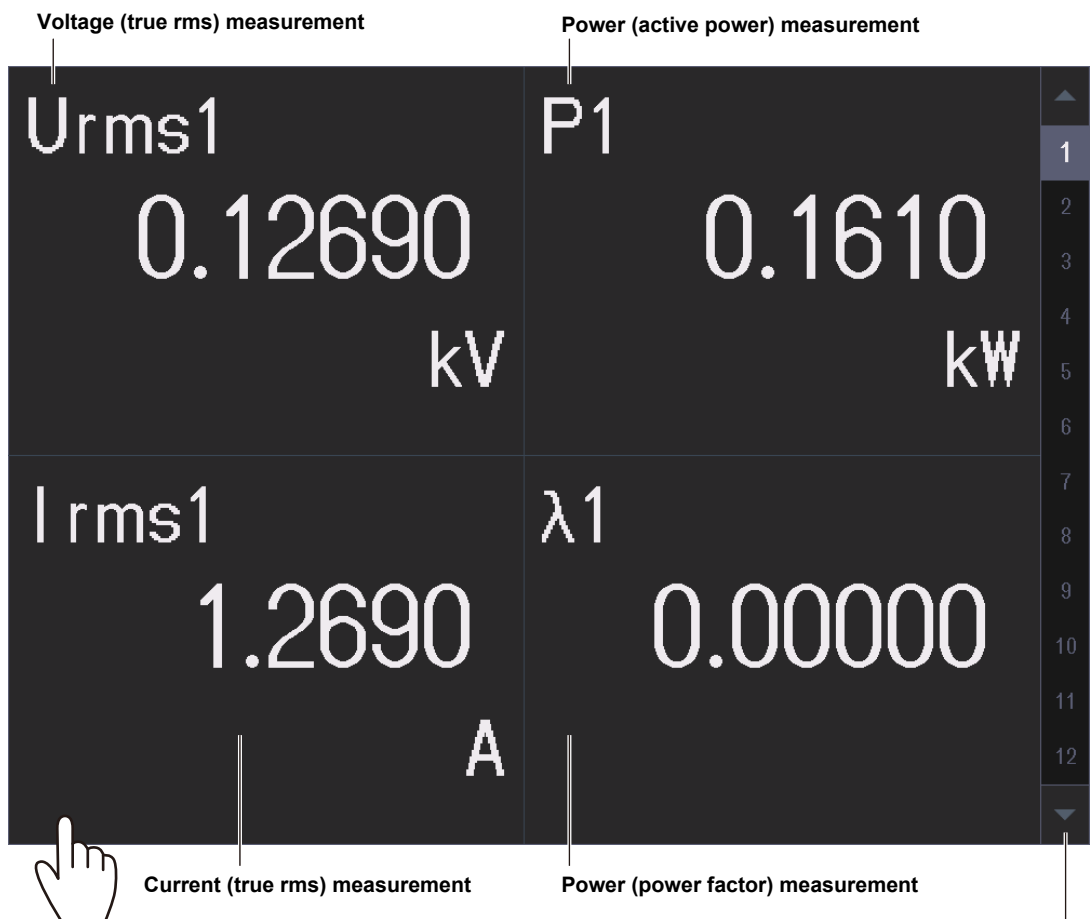 Voltage (true rms) measurement
Power (active power) measurement
Urms1
0.12690
kV
P1
0.1610
kW
Irms1
1.2690
A
λ1
0.00000
1
2
3
4
5
6
7
8
9
10
11
12
Current (true rms) measurement
Power (power factor) measurement